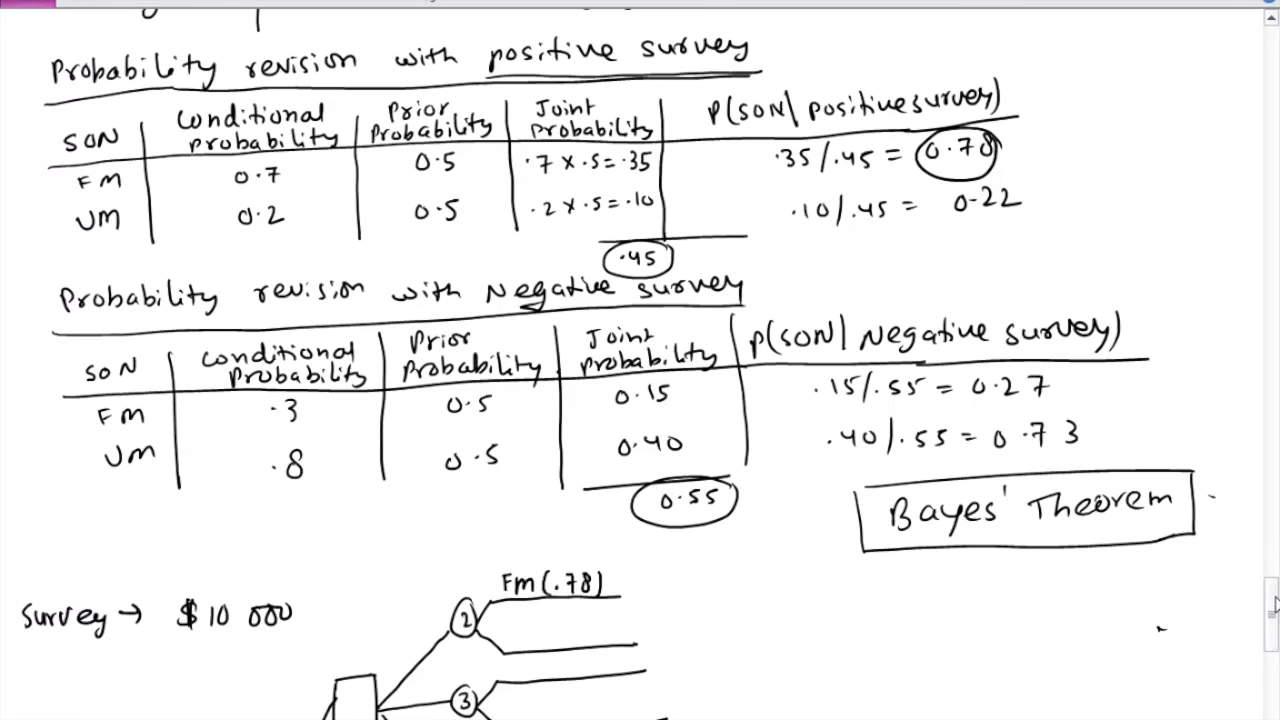 Probability revision with positive survey
SON | Conditional Probability | Prior Probability | Joint Probability | P(SON | positive survey)
FM | 0.7 | 0.5 | .7 x .5 = .35 | .35/.45 = 0.78
UM | 0.2 | 0.5 | .2 x .5 = .10 | .10/.45 = 0.22
.45
Probability revision with Negative survey
SON | Conditional Probability | Prior Probability | Joint Probability | P(SON | Negative survey)
FM | .3 | 0.5 | 0.15 | .15/.55 = 0.27
UM | .8 | 0.5 | 0.40 | .40/.55 = 0.73
0.55
Bayes' Theorem
Fm (.78)
Survey → $10 000
2
3